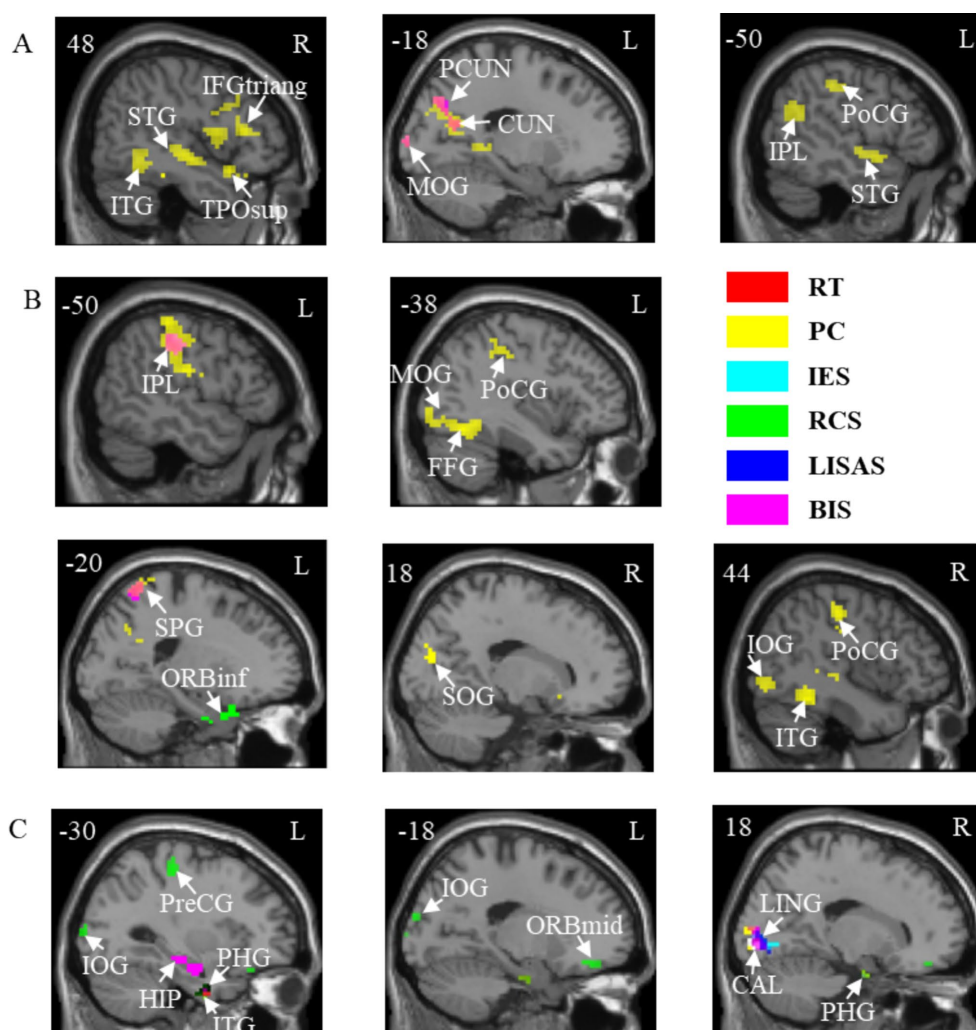 A
48
R
IFGtriang
STG
ITG
TPOsup
-18
L
PCUN
CUN
MOG
-50
L
PoCG
IPL
STG
B
-50
L
IPL
-38
L
MOG
PoCG
FFG
RT
PC
IES
RCS
LISAS
BIS
-20
L
SPG
ORBinf
18
R
SOG
44
R
IOG
PoCG
ITG
C
-30
L
PreCG
IOG
PHG
HIP
ITG
-18
L
IOG
ORBmid
18
R
LING
CAL
PHG